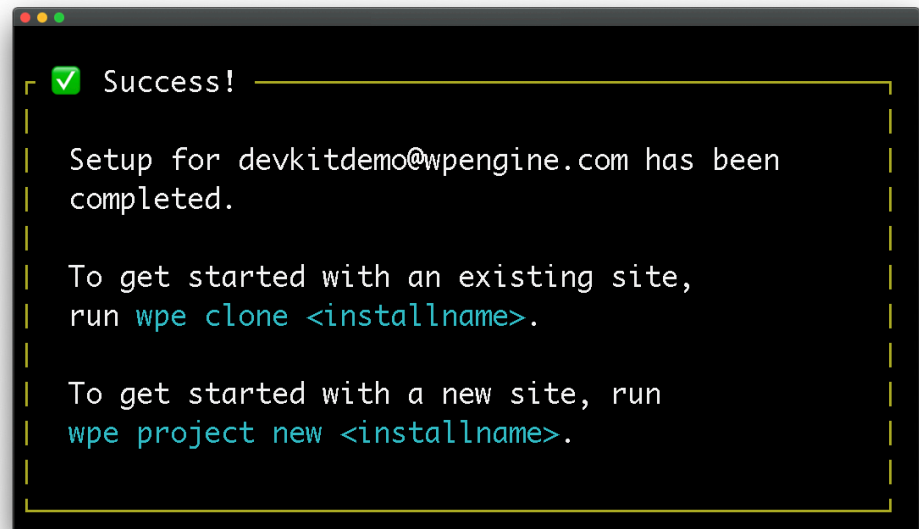 ✅ Success!
Setup for devkitdemo@wpengine.com has been
completed.
To get started with an existing site,
run wpe clone <installname>.
To get started with a new site, run
wpe project new <installname>.